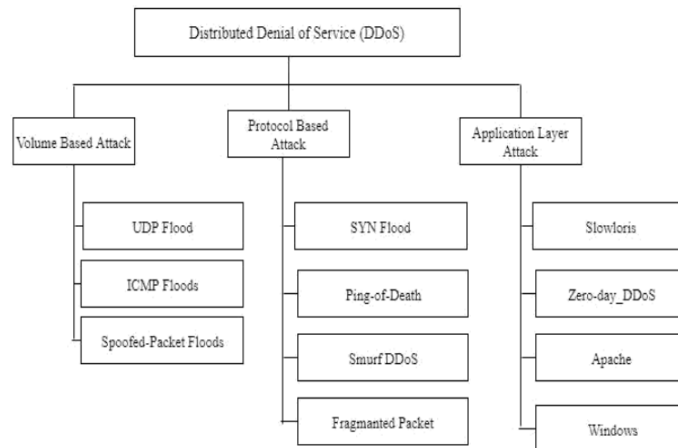 Distributed Denial of Service (DDoS)
Volume Based Attack
UDP Flood
ICMP Floods
Spoofed-Packet Floods
Protocol Based
Attack
SYN Flood
Ping-of-Death
Smurf DDoS
Fragmanted Packet
Application Layer
Attack
Slowloris
Zero-day_DDoS
Apache
Windows